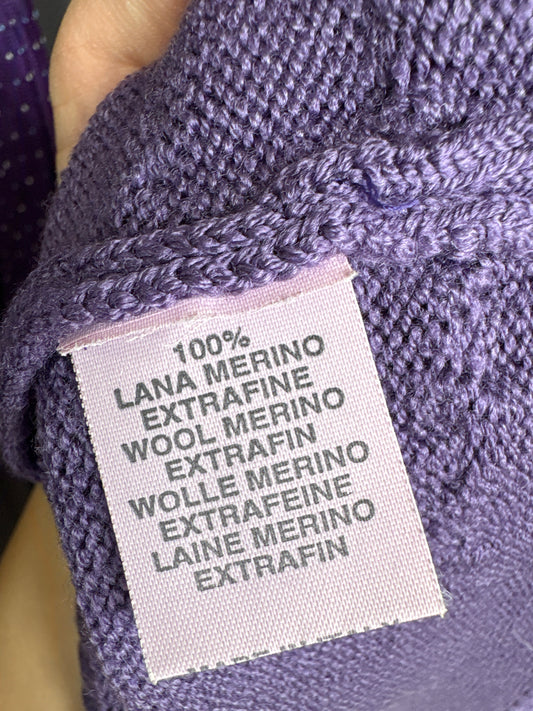 100%
LANA MERINO
EXTRAFINE
WOOL MERINO
EXTRAFIN
WOLLE MERINO
EXTRAFEINE
LAINE MERINO
EXTRAFIN